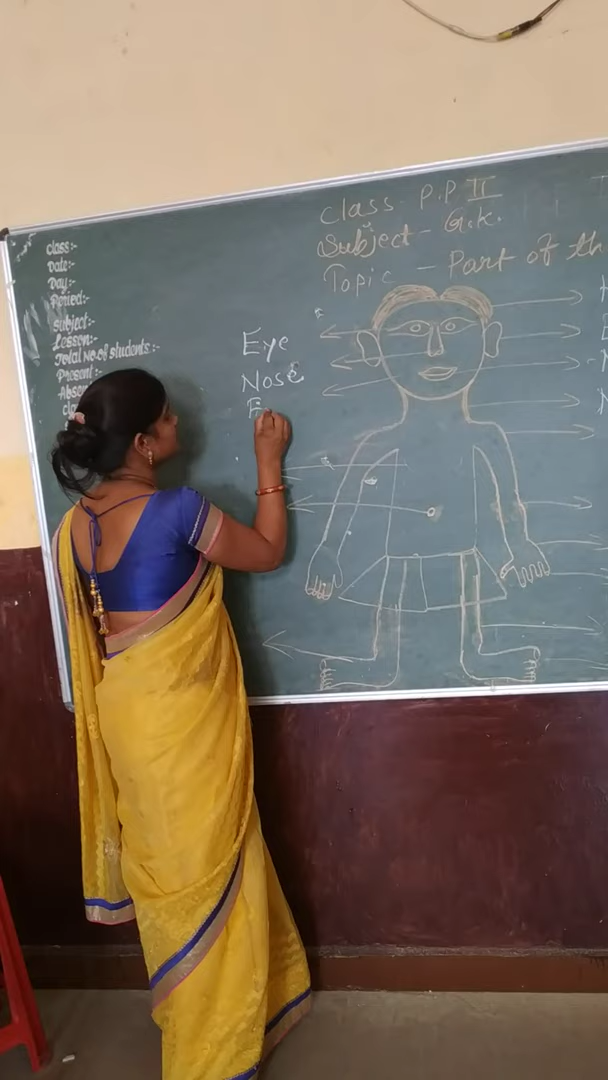 Class:-
Date:-
Day:-
Period:-
Subject:-
Lesson:-
Total No. of students:-
Present:-
Class P.P. II
Subject - G.K.
Topic - Part of th
Eye
Nose
E